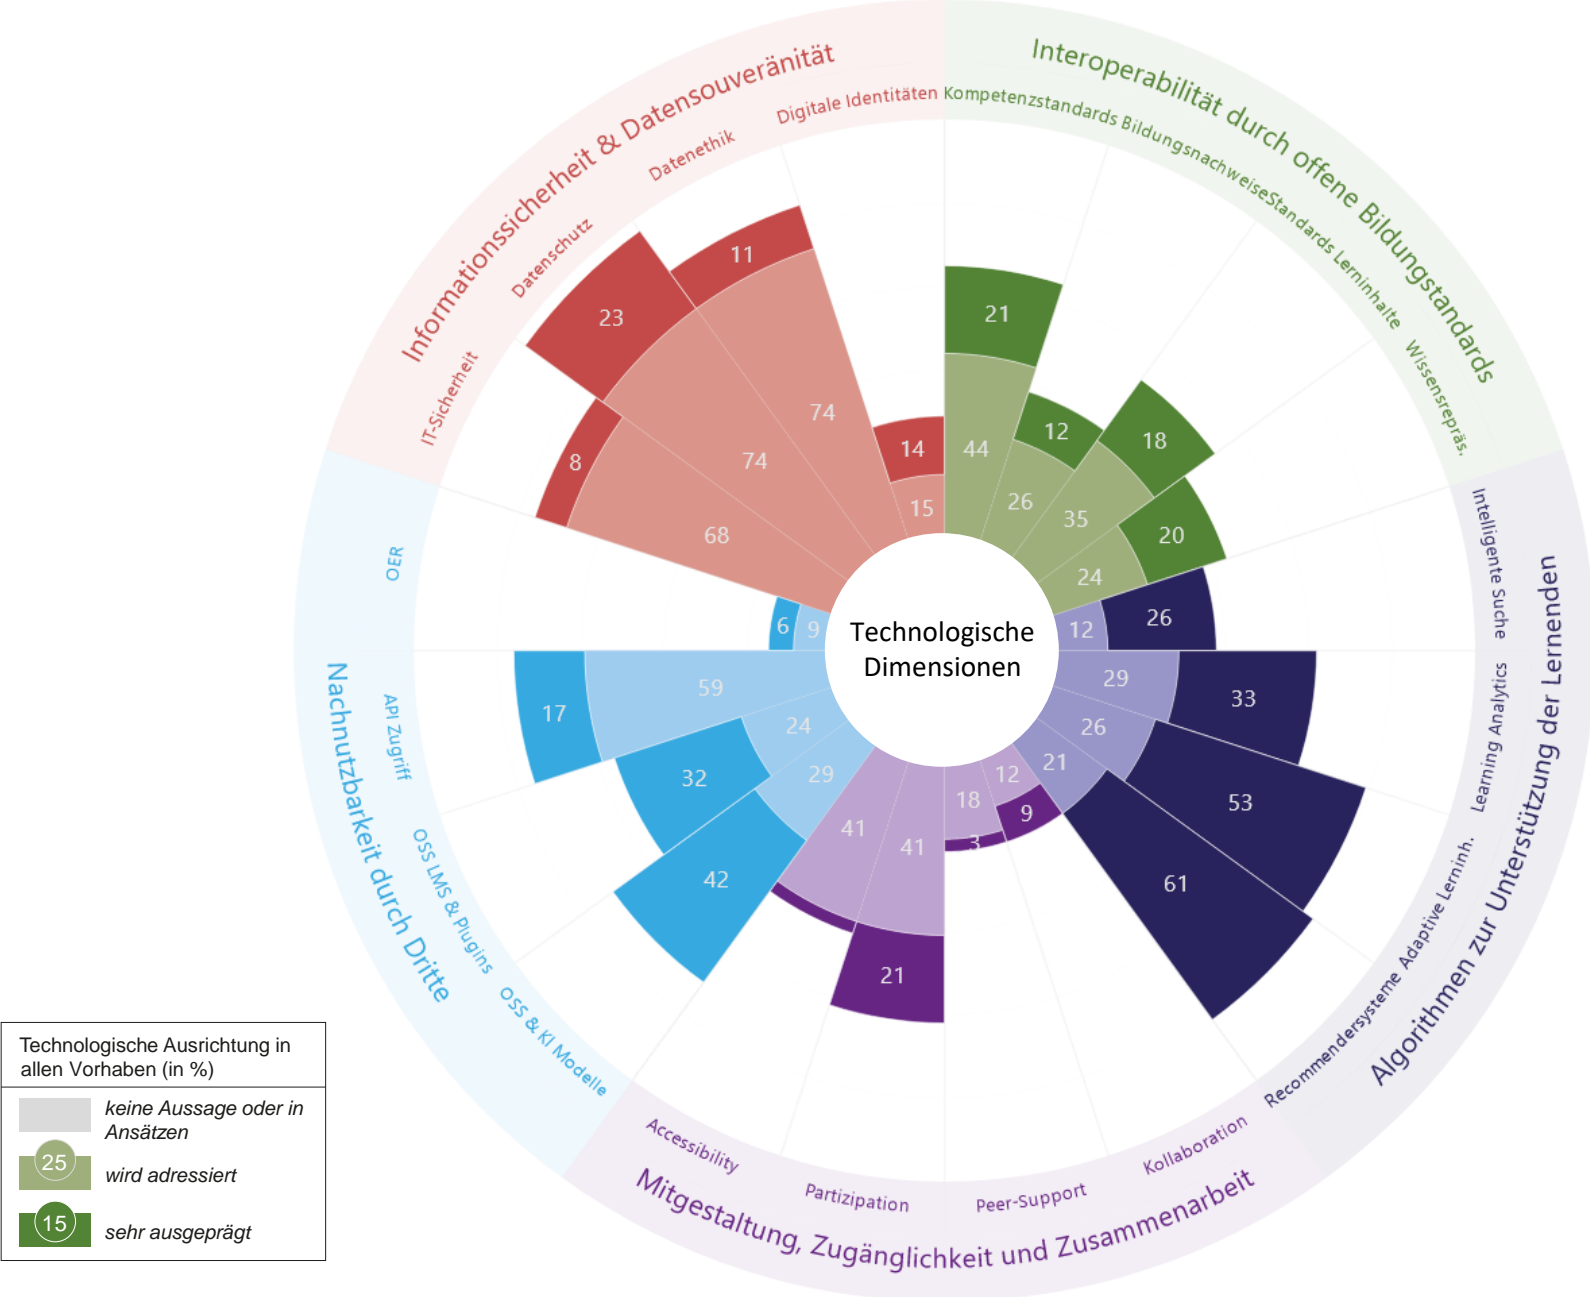 Informationssicherheit & Datensouveränität
Interoperabilität durch offene Bildungstandards
Digitale Identitäten
Datenethik
Datenschutz
IT-Sicherheit
Kompetenzstandards
Bildungsnachweise
Standards Lerninhalte
Wissensrepräs.
11
23
74
74
8
68
14
15
21
44
12
26
18
35
20
24
Technologische
Dimensionen
OER
6
9
59
17
24
32
29
42
API Zugriff
OSS LMS & Plugins
OSS & KI Modelle
Nachnutzbarkeit durch Dritte
Intelligente Suche
Learning Analytics
Adaptive Lerninh.
Recommendersysteme
Algorithmen zur Unterstützung der Lernenden
12
26
29
33
26
53
21
61
12
9
18
3
41
41
21
Accessibility
Partizipation
Peer-Support
Kollaboration
Mitgestaltung, Zugänglichkeit und Zusammenarbeit
Technologische Ausrichtung in
allen Vorhaben (in %)
keine Aussage oder in
Ansätzen
25
wird adressiert
15
sehr ausgeprägt